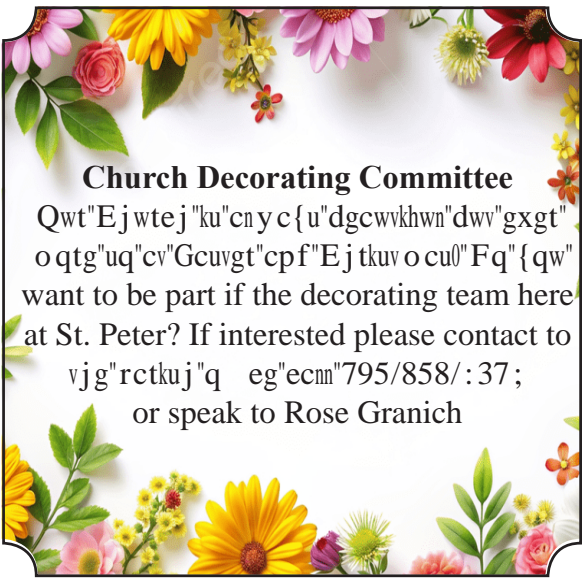 Church Decorating Committee
Qwt"Ejwtej"ku"cnyc{u"dgcwvkhwn"dwv"gxgt"
oqtg"uq"cv"Gcuvgt"cpf"Ejtkuvocu0"Fq"{qw"
want to be part if the decorating team here
at St. Peter? If interested please contact to
vjg"rctkuj"q eg"ecnn"795/858/:37;
or speak to Rose Granich